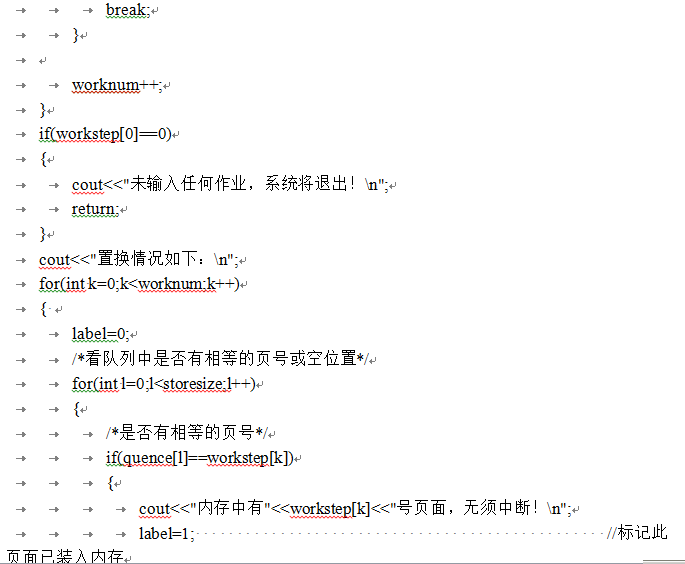 break;
}
worknum++;
}
if(workstep[0]==0)
{
cout<<"未输入任何作业，系统将退出！\n";
return;
}
cout<<"置换情况如下：\n";
for(int k=0;k<worknum;k++)
{
label=0;
/*看队列中是否有相等的页号或空位置*/
for(int l=0;l<storesize;l++)
{
/*是否有相等的页号*/
if(quence[l]==workstep[k])
{
cout<<"内存中有"<<workstep[k]<<"号页面，无须中断！\n";
label=1; //标记此
页面已装入内存